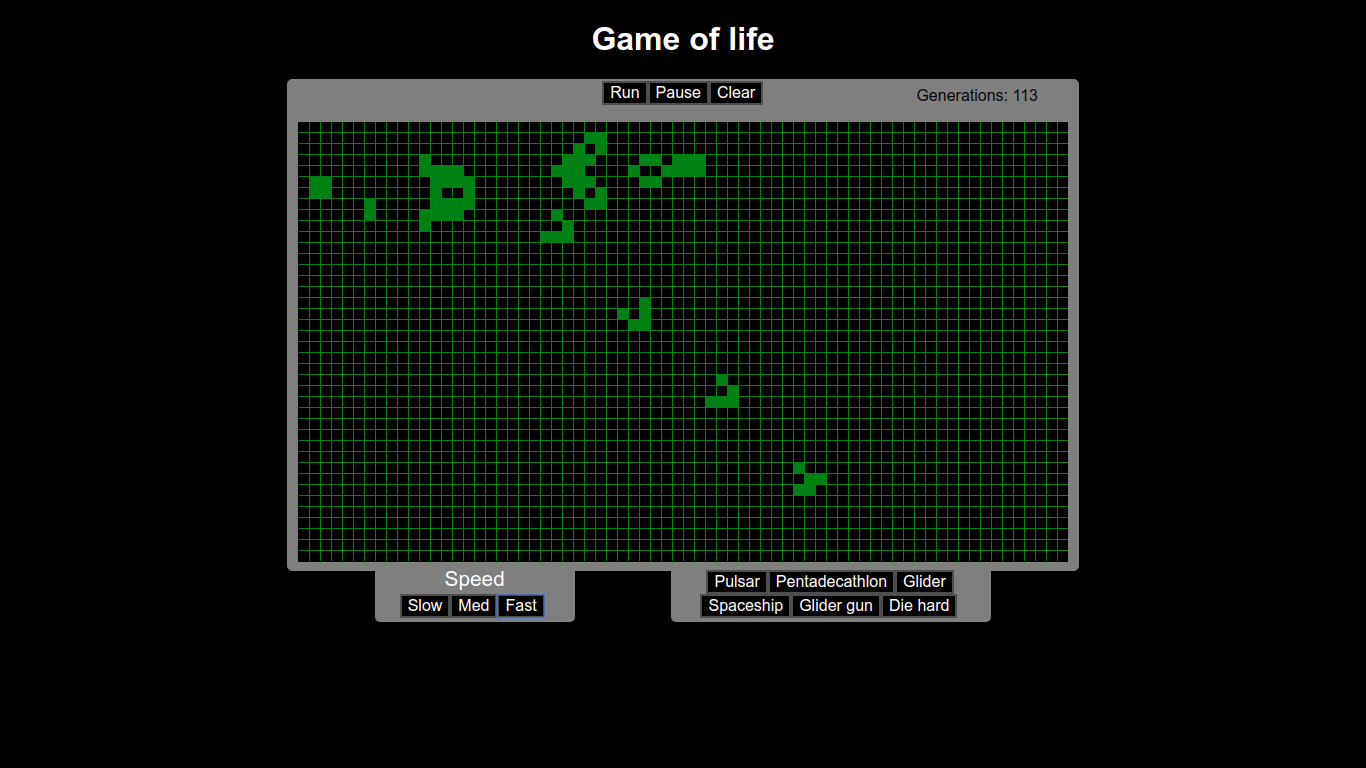 Game of life
Run Pause Clear
Generations: 113
Speed
Slow Med Fast
Pulsar Pentadecathlon Glider
Spaceship Glider gun Die hard